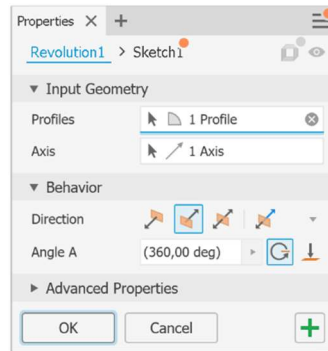 Properties
Revolution1 > Sketch1
Input Geometry
Profiles 1 Profile
Axis 1 Axis
Behavior
Direction
Angle A (360,00 deg)
Advanced Properties
OK Cancel